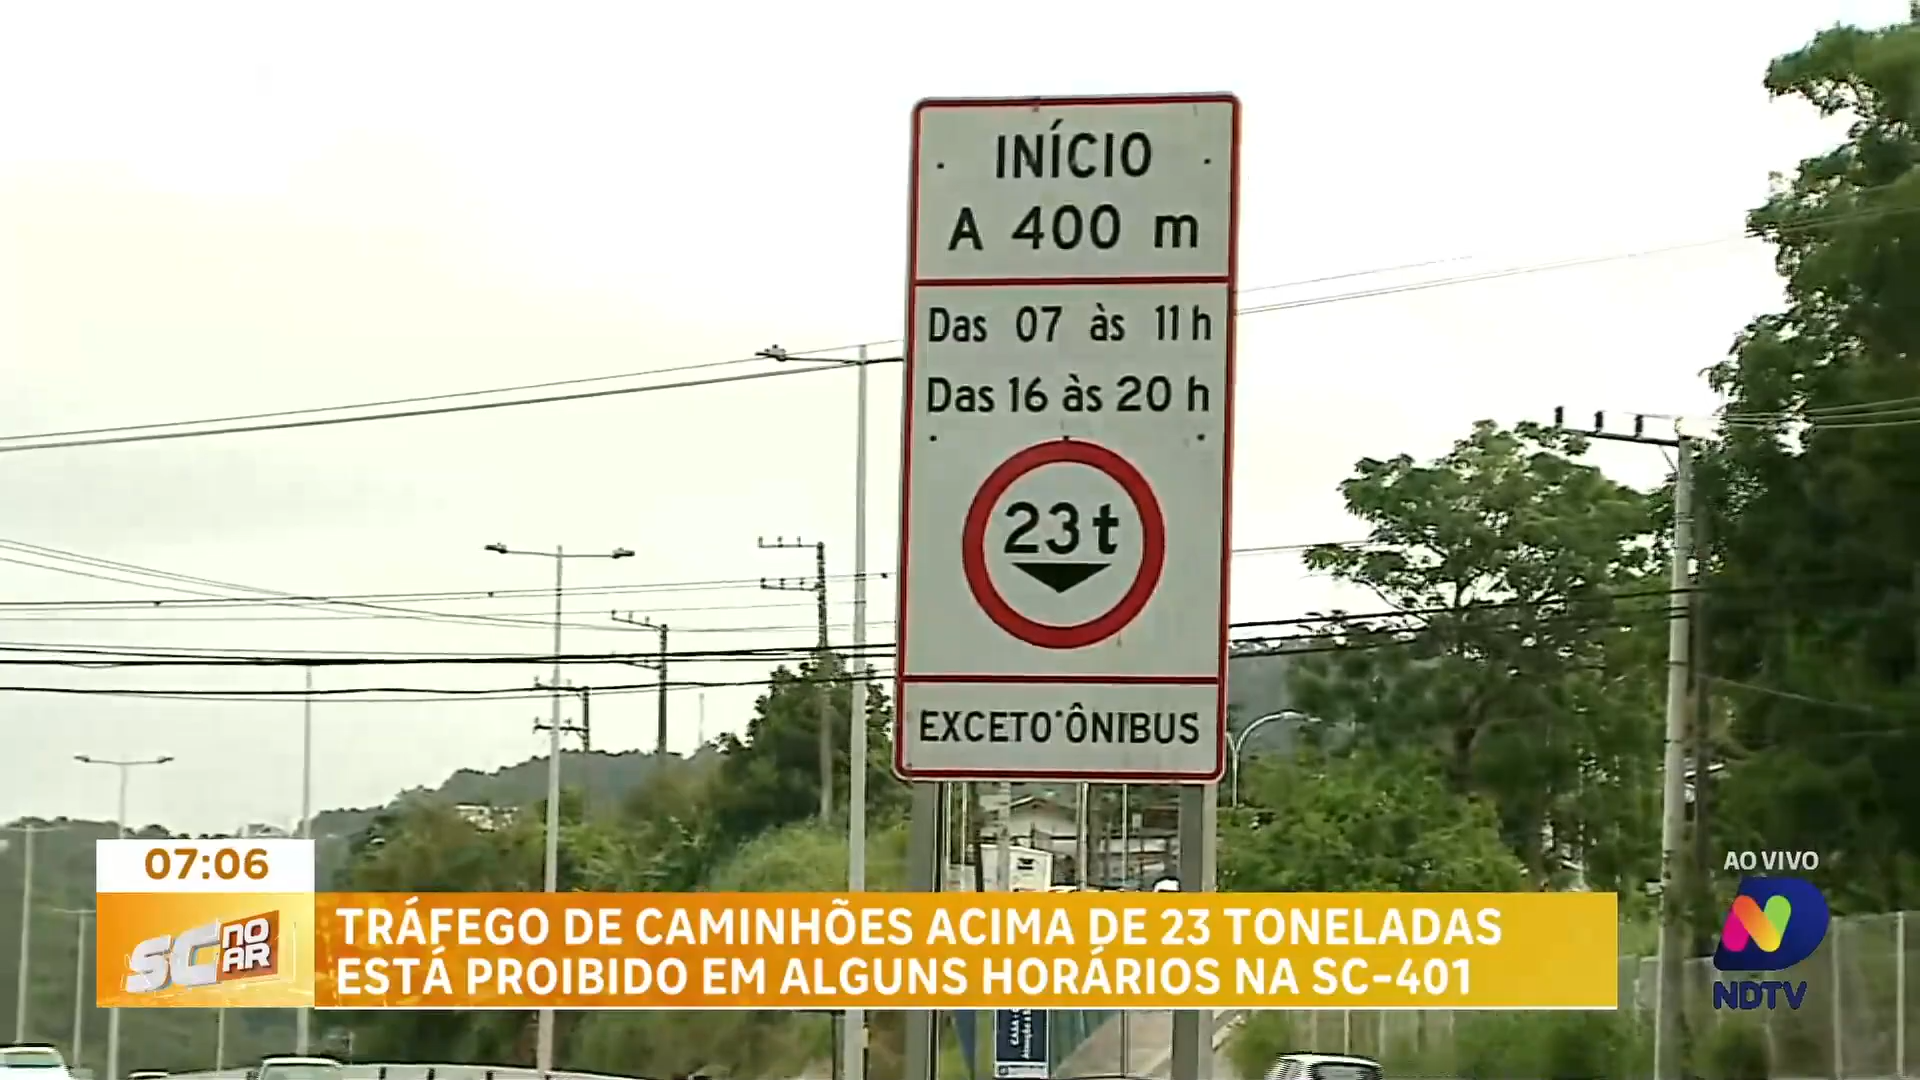 INÍCIO
A 400 m
Das 07 às 11 h
Das 16 às 20 h
23 t
EXCETO ÔNIBUS
07:06
SC NO AR
TRÁFEGO DE CAMINHÕES ACIMA DE 23 TONELADAS
ESTÁ PROIBIDO EM ALGUNS HORÁRIOS NA SC-401
AO VIVO
NDTV